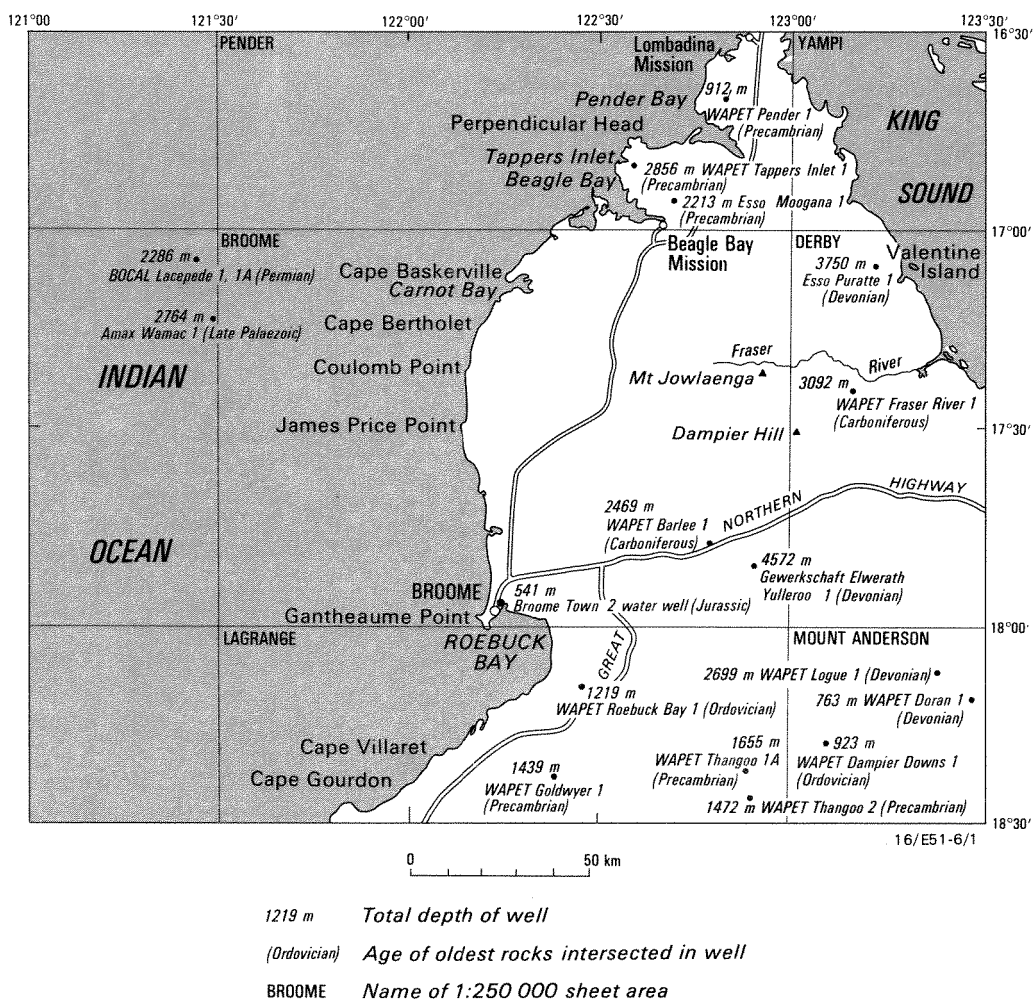 121°00'
121°30'
122°00'
122°30'
123°00'
123°30'
16°30'
PENDER
Lombadina
Mission
YAMPI
912 m
WAPET Pender 1
(Precambrian)
Pender Bay
KING
SOUND
Perpendicular Head
Tappers Inlet
Beagle Bay
2856 m WAPET Tappers Inlet 1
(Precambrian)
2213 m Esso Moogana 1
(Precambrian)
17°00'
BROOME
Beagle Bay
Mission
DERBY
Valentine
Island
2286 m
BOCAL Lacepede 1, 1A (Permian)
Cape Baskerville
Carnot Bay
3750 m
Esso Puratte 1
(Devonian)
2764 m
Amax Wamac 1 (Late Palaezoic)
Cape Bertholet
INDIAN
Coulomb Point
Fraser
River
Mt Jowlaenga
3092 m
WAPET Fraser River 1
(Carboniferous)
James Price Point
Dampier Hill
17°30'
NORTHERN
HIGHWAY
2469 m
WAPET Barlee 1
(Carboniferous)
OCEAN
4572 m
Gewerkschaft Elwerath
Yulleroo 1 (Devonian)
BROOME
541 m
Broome Town 2 water well (Jurassic)
Gantheaume Point
18°00'
LAGRANGE
ROEBUCK
BAY
GREAT
MOUNT ANDERSON
2699 m WAPET Logue 1 (Devonian)
1219 m
WAPET Roebuck Bay 1 (Ordovician)
763 m WAPET Doran 1
(Devonian)
Cape Villaret
1655 m
WAPET Thangoo 1A
(Precambrian)
923 m
WAPET Dampier Downs 1
(Ordovician)
Cape Gourdon
1439 m
WAPET Goldwyer 1
(Precambrian)
1472 m WAPET Thangoo 2 (Precambrian)
18°30'
16/E51-6/1
0
50 km
1219 m Total depth of well
(Ordovician) Age of oldest rocks intersected in well
BROOME Name of 1:250 000 sheet area